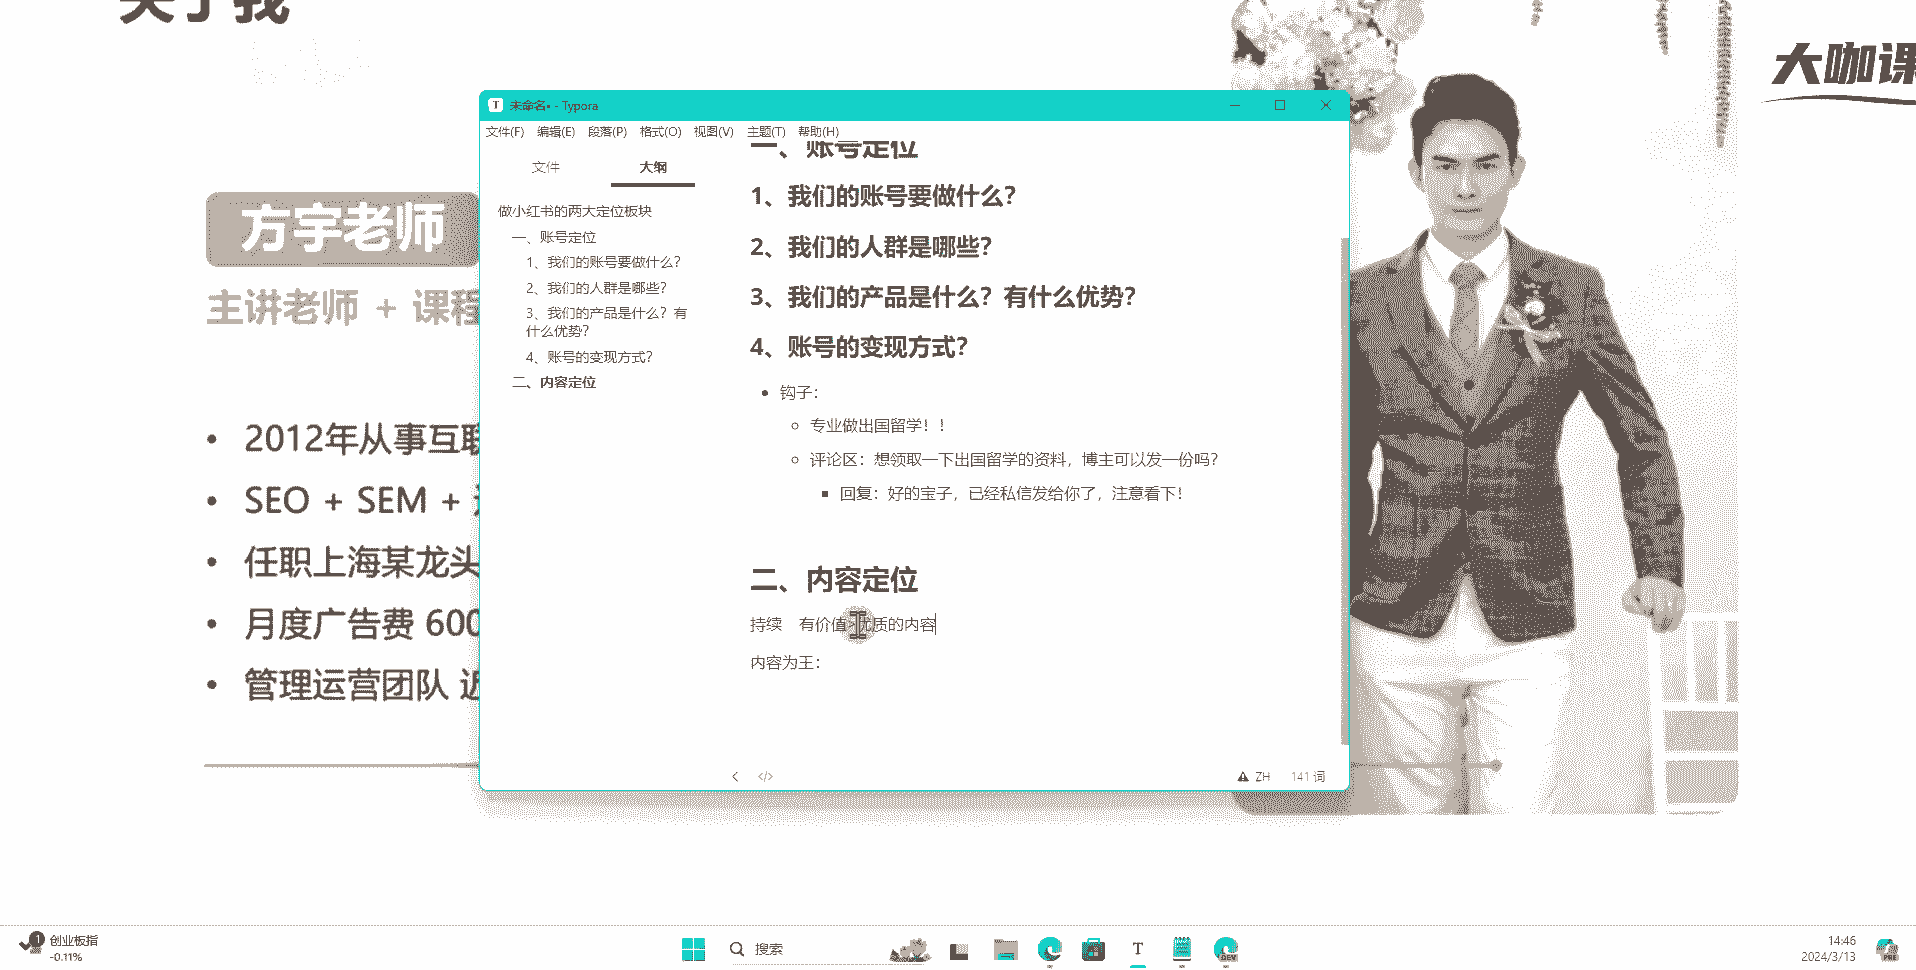 关于我
大咖课
方宇老师
主讲老师 + 课程
2012年从事互联
SEO + SEM +
任职上海某龙头
月度广告费 600
管理运营团队 近
未命名• - Typora
文件(F) 编辑(E) 段落(P) 格式(O) 视图(V) 主题(T) 帮助(H)
文件 大纲
做小红书的两大定位板块
一、账号定位
1、我们的账号要做什么？
2、我们的人群是哪些？
3、我们的产品是什么？有
什么优势？
4、账号的变现方式？
二、内容定位
一、账号定位
1、我们的账号要做什么？
2、我们的人群是哪些？
3、我们的产品是什么？有什么优势？
4、账号的变现方式？
钩子：
专业做出国留学！！
评论区：想领取一下出国留学的资料，博主可以发一份吗？
回复：好的宝子，已经私信发给你了，注意看下！
二、内容定位
持续 有价值 优质的内容
内容为王：
ZH 141 词
1 创业板指
-0.11%
搜索
T
DEV
14:46
2024/3/13
PRE